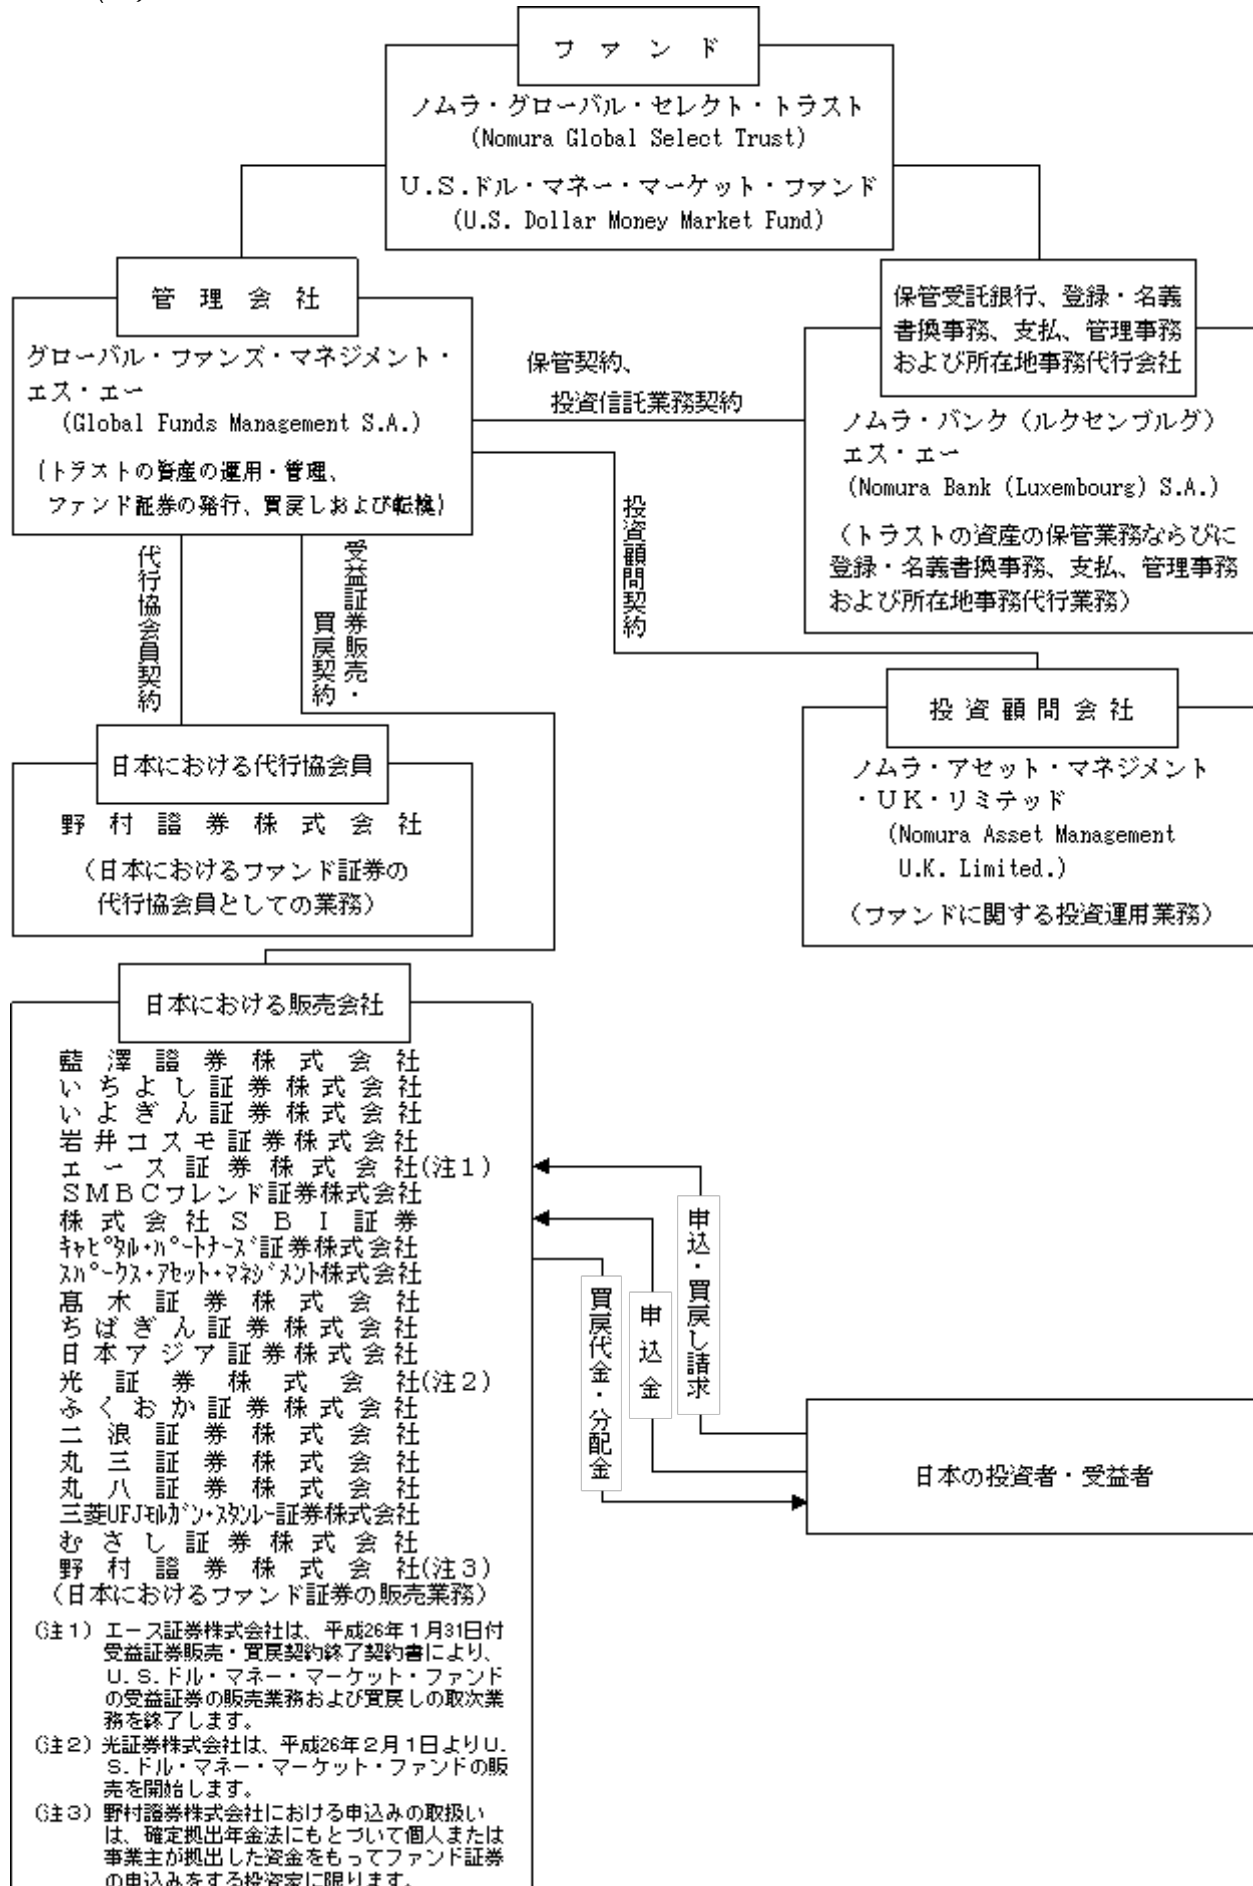 ファンド
ノムラ・グローバル・セレクト・トラスト
(Nomura Global Select Trust)
U.S.ドル・マネー・マーケット・ファンド
(U.S. Dollar Money Market Fund)
管理会社
グローバル・ファンズ・マネジメント・
エス・エー
(Global Funds Management S.A.)
(トラストの資産の運用・管理、
ファンド証券の発行、買戻しおよび転換)
保管契約、
投資信託業務契約
保管受託銀行、登録・名義
書換事務、支払、管理事務
および所在地事務代行会社
ノムラ・バンク(ルクセンブルグ)
エス・エー
(Nomura Bank (Luxembourg) S.A.)
(トラストの資産の保管業務ならびに
登録・名義書換事務、支払、管理事務
および所在地事務代行業務)
代行協会員契約
受益証券販売・
買戻契約
投資顧問契約
投資顧問会社
ノムラ・アセット・マネジメント
・UK・リミテッド
(Nomura Asset Management
U.K. Limited.)
(ファンドに関する投資運用業務)
日本における代行協会員
野村證券株式会社
(日本におけるファンド証券の
代行協会員としての業務)
日本における販売会社
藍澤證券株式会社
いちよし証券株式会社
いよぎん証券株式会社
岩井コスモ証券株式会社
エース証券株式会社(注1)
SMBCフレンド証券株式会社
株式会社SBI証券
キャピタル・パートナーズ証券株式会社
スパークス・アセット・マネジメント株式会社
髙木証券株式会社
ちばぎん証券株式会社
日本アジア証券株式会社
光証券株式会社(注2)
ふくおか証券株式会社
二浪証券株式会社
丸三証券株式会社
丸八証券株式会社
三菱UFJモルガン・スタンレー証券株式会社
むさし証券株式会社
野村證券株式会社(注3)
(日本におけるファンド証券の販売業務)
申込・買戻し請求
申込金
買戻代金・分配金
日本の投資者・受益者
(注1) エース証券株式会社は、平成26年1月31日付
受益証券販売・買戻契約終了契約書により、
U.S.ドル・マネー・マーケット・ファンド
の受益証券の販売業務および買戻しの取次業
務を終了します。
(注2) 光証券株式会社は、平成26年2月1日よりU.
S.ドル・マネー・マーケット・ファンドの販
売を開始します。
(注3) 野村證券株式会社における申込みの取扱い
は、確定拠出年金法にもとづいて個人または
事業主が拠出した資金をもってファンド証券
の申込みをする投資家に限ります。